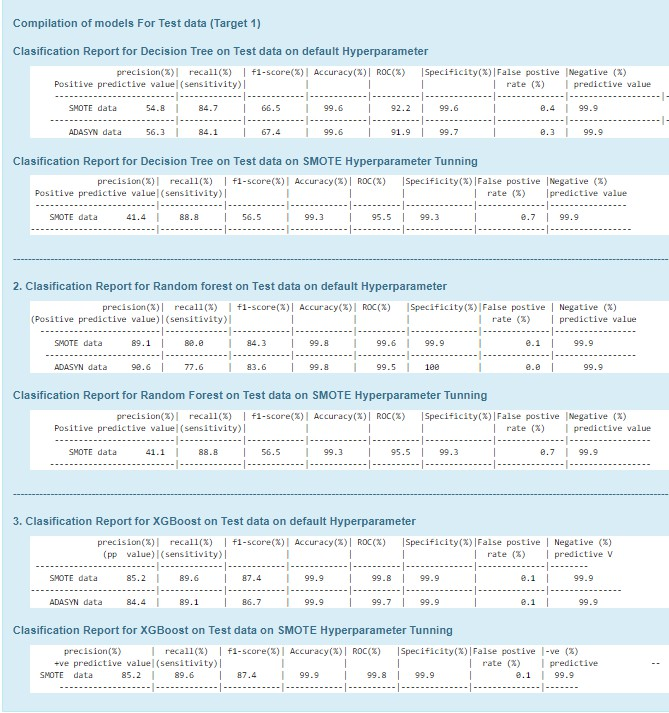 Compilation of models For Test data (Target 1)
Clasification Report for Decision Tree on Test data on default Hyperparameter
precision(%)| recall(%) | f1-score(%)| Accuracy(%)| ROC(%) |Specificity(%)|False postive |Negative (%)
Positive predictive value|(sensitivity)| | | | | rate (%) | predictive value
SMOTE data 54.8 | 84.7 | 66.5 | 99.6 | 92.2 | 99.6 | 0.4 | 99.9
ADASYN data 56.3 | 84.1 | 67.4 | 99.6 | 91.9 | 99.7 | 0.3 | 99.9
Clasification Report for Decision Tree on Test data on SMOTE Hyperparameter Tunning
precision(%)| recall(%) | f1-score(%)| Accuracy(%)| ROC(%) |Specificity(%)|False postive |Negative (%)
Positive predictive value|(sensitivity)| | | | | rate (%) |predictive value
SMOTE data 41.4 | 88.8 | 56.5 | 99.3 | 95.5 | 99.3 | 0.7 | 99.9
2. Clasification Report for Random forest on Test data on default Hyperparameter
precision(%)| recall(%) | f1-score(%)| Accuracy(%)| ROC(%) |Specificity(%)|False postive | Negative (%)
(Positive predictive value)|(sensitivity)| | | | | rate (%) | predictive value
SMOTE data 89.1 | 80.0 | 84.3 | 99.8 | 99.6 | 99.9 | 0.1 | 99.9
ADASYN data 90.6 | 77.6 | 83.6 | 99.8 | 99.5 | 100 | 0.0 | 99.9
Clasification Report for Random Forest on Test data on SMOTE Hyperparameter Tunning
precision(%)| recall(%) | f1-score(%)| Accuracy(%)| ROC(%) |Specificity(%)|False postive |Negative (%)
Positive predictive value|(sensitivity)| | | | | rate (%) | predictive value
SMOTE data 41.1 | 88.8 | 56.5 | 99.3 | 95.5 | 99.3 | 0.7 | 99.9
3. Clasification Report for XGBoost on Test data on default Hyperparameter
precision(%)| recall(%) | f1-score(%)| Accuracy(%)| ROC(%) |Specificity(%)|False postive | Negative (%)
(pp value)|(sensitivity)| | | | | rate (%) | predictive V
SMOTE data 85.2 | 89.6 | 87.4 | 99.9 | 99.8 | 99.9 | 0.1 | 99.9
ADASYN data 84.4 | 89.1 | 86.7 | 99.9 | 99.7 | 99.9 | 0.1 | 99.9
Clasification Report for XGBoost on Test data on SMOTE Hyperparameter Tunning
precision(%) | recall(%) | f1-score(%)| Accuracy(%)| ROC(%) |Specificity(%)|False postive |-ve (%)
+ve predictive value|(sensitivity)| | | | | rate (%) | predictive --
SMOTE data 85.2 | 89.6 | 87.4 | 99.9 | 99.8 | 99.9 | 0.1 | 99.9